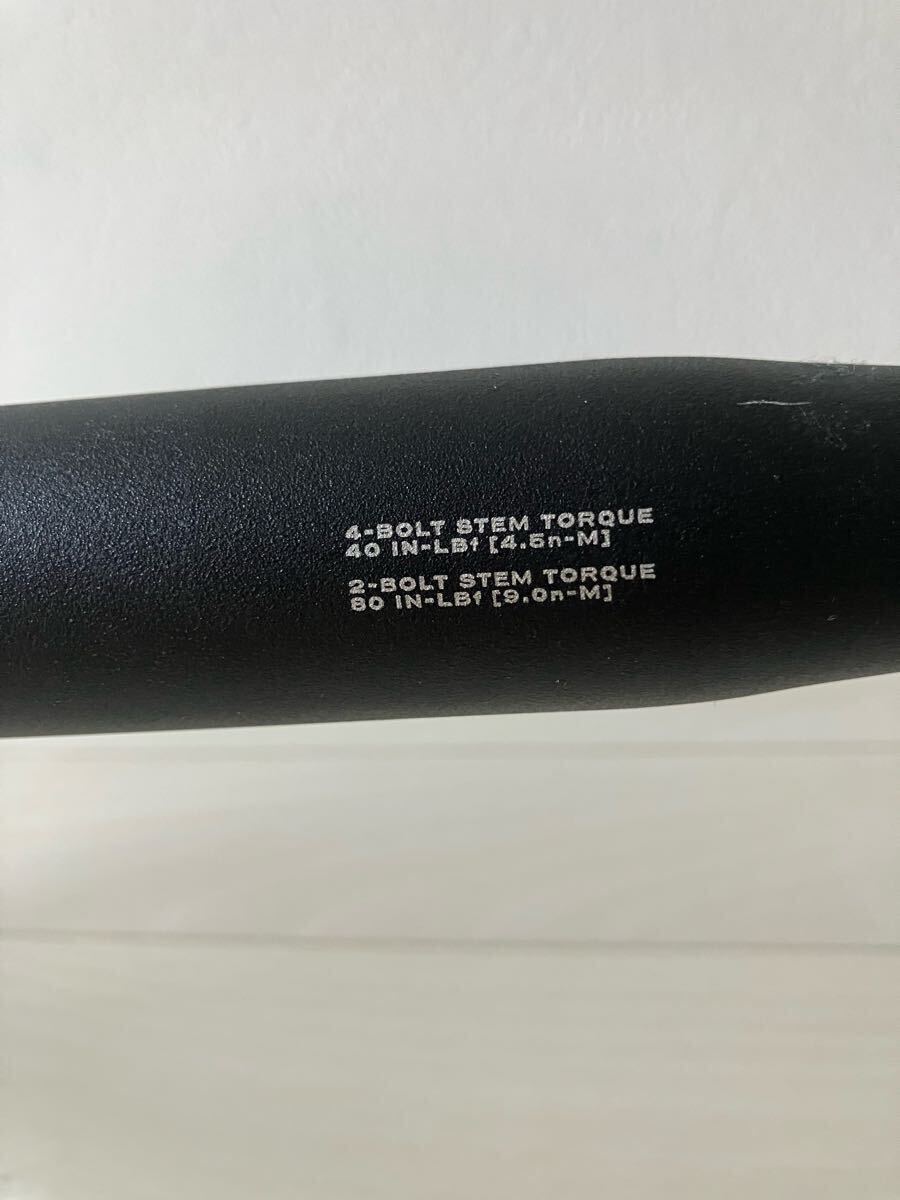 4-BOLT STEM TORQUE
40 IN-LBf [4.5n-M]
2-BOLT STEM TORQUE
80 IN-LBf [9.0n-M]